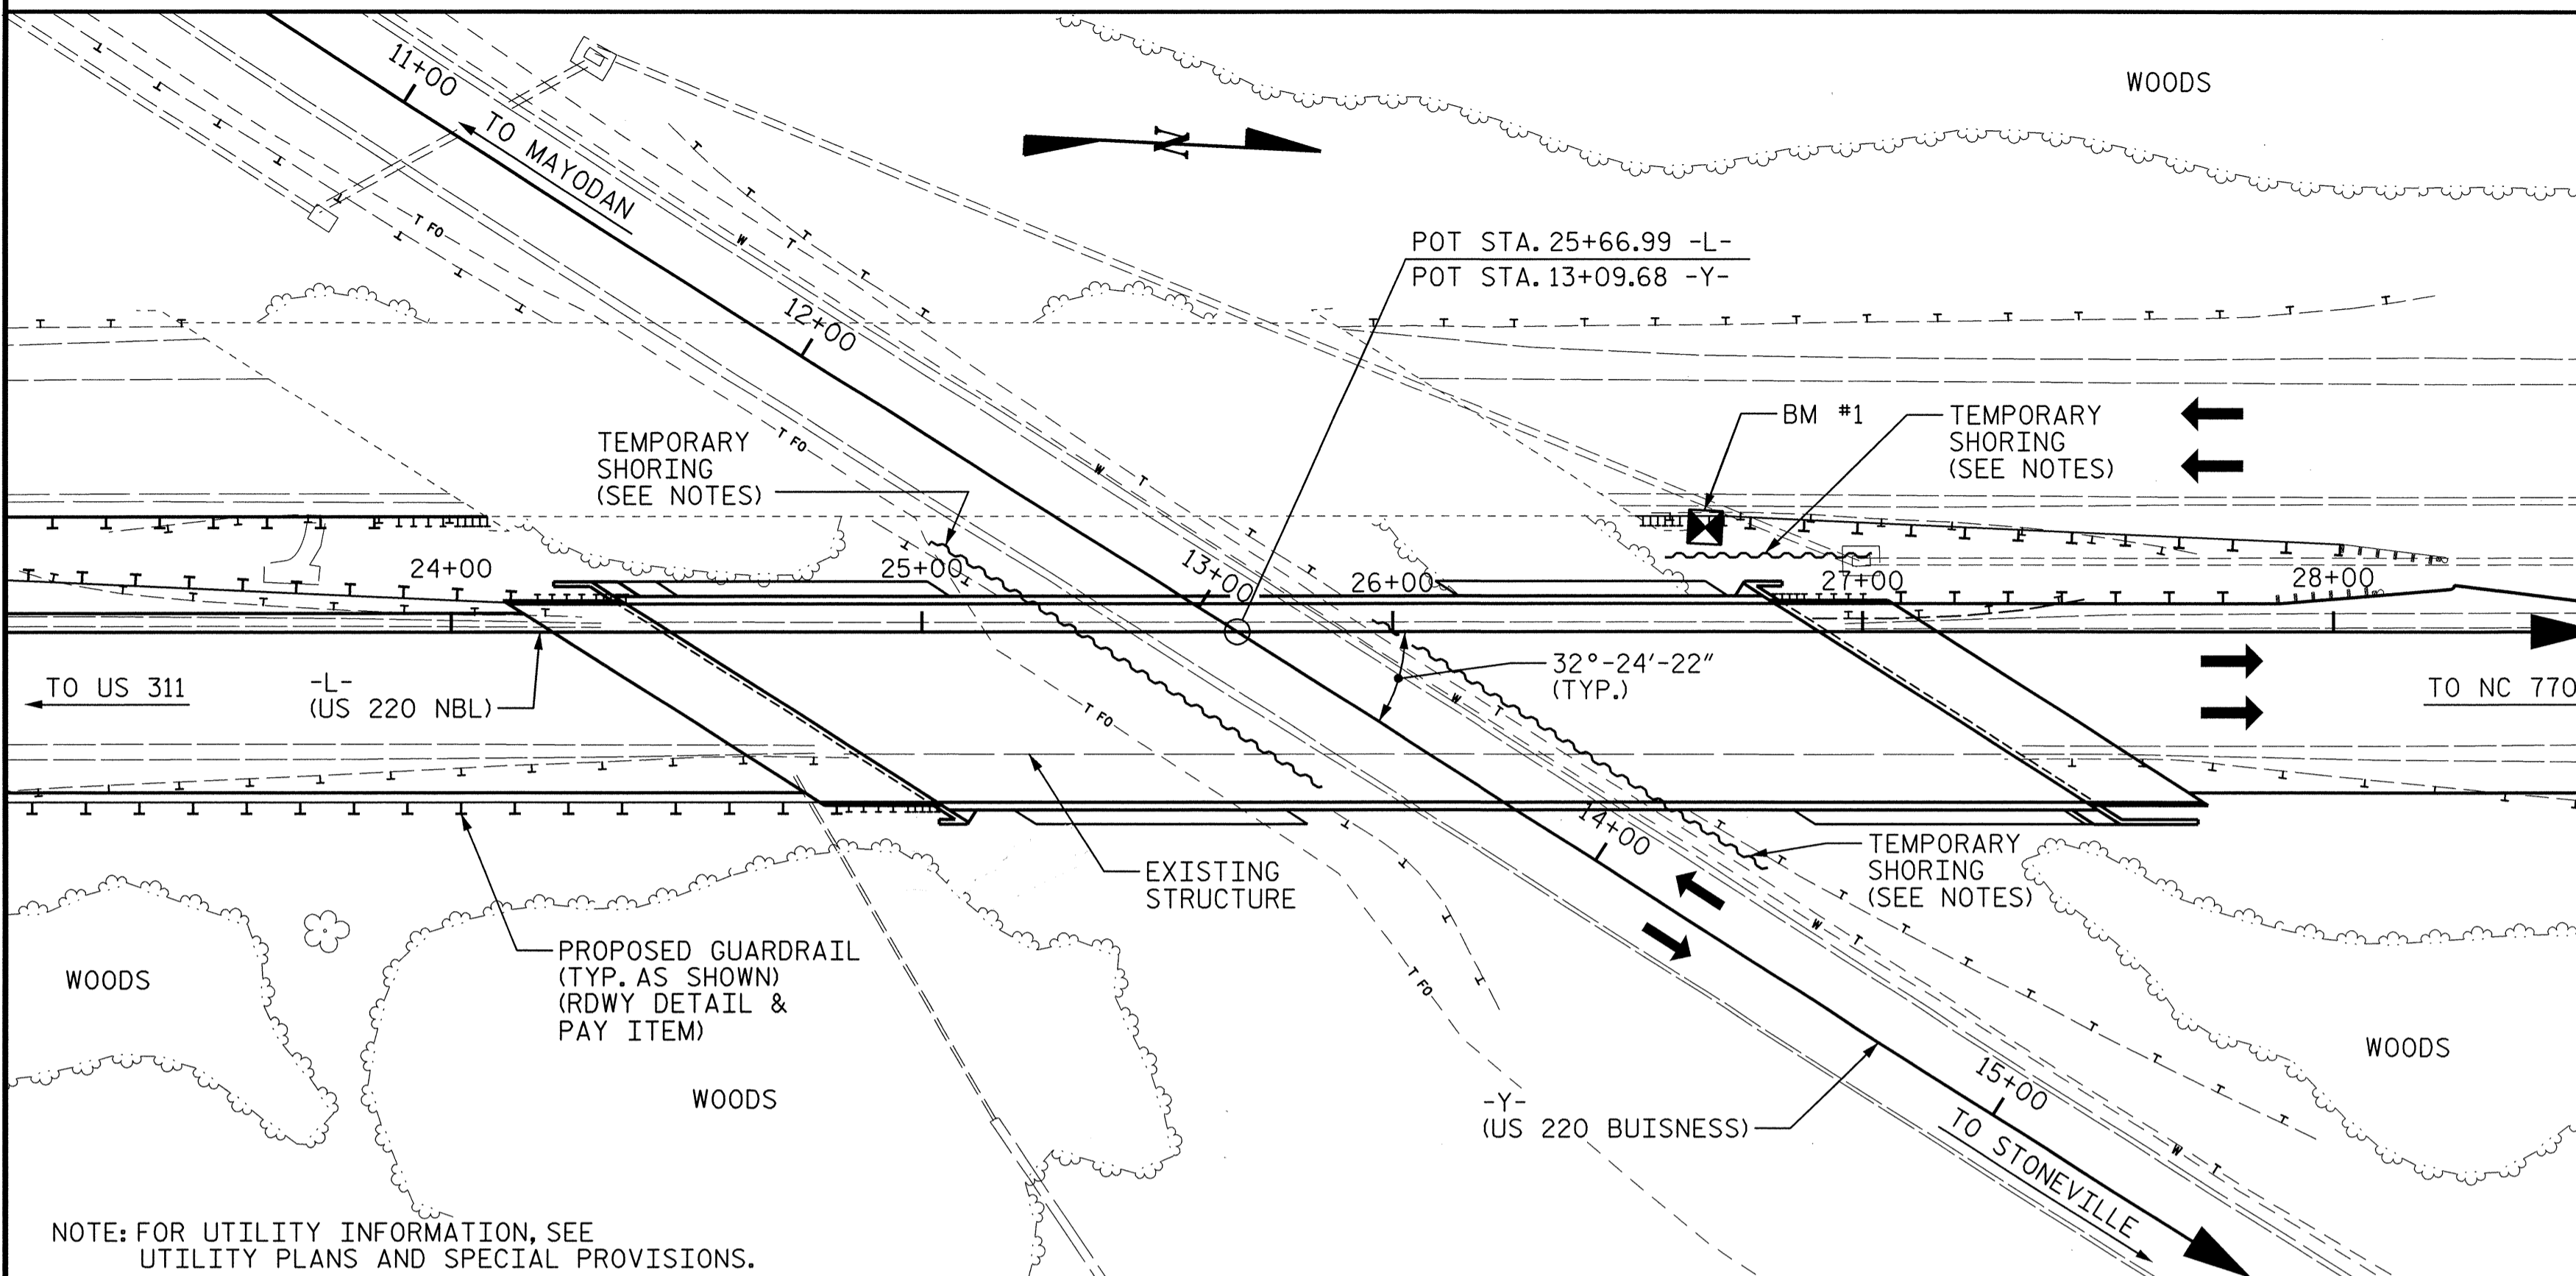 WOODS
11+00
TO MAYODAN
N
T FO
W
T
POT STA. 25+66.99 -L-
POT STA. 13+09.68 -Y-
12+00
T FO
W
T
TEMPORARY
SHORING
(SEE NOTES)
BM #1
TEMPORARY
SHORING
(SEE NOTES)
24+00
25+00
13+00
26+00
27+00
28+00
TO US 311
-L-
(US 220 NBL)
32°-24'-22"
(TYP.)
TO NC 770
T FO
W
T
14+00
EXISTING
STRUCTURE
TEMPORARY
SHORING
(SEE NOTES)
PROPOSED GUARDRAIL
(TYP. AS SHOWN)
(RDWY DETAIL &
PAY ITEM)
WOODS
T FO
W
T
WOODS
WOODS
-Y-
(US 220 BUISNESS)
15+00
TO STONEVILLE
W
T
NOTE: FOR UTILITY INFORMATION, SEE
UTILITY PLANS AND SPECIAL PROVISIONS.